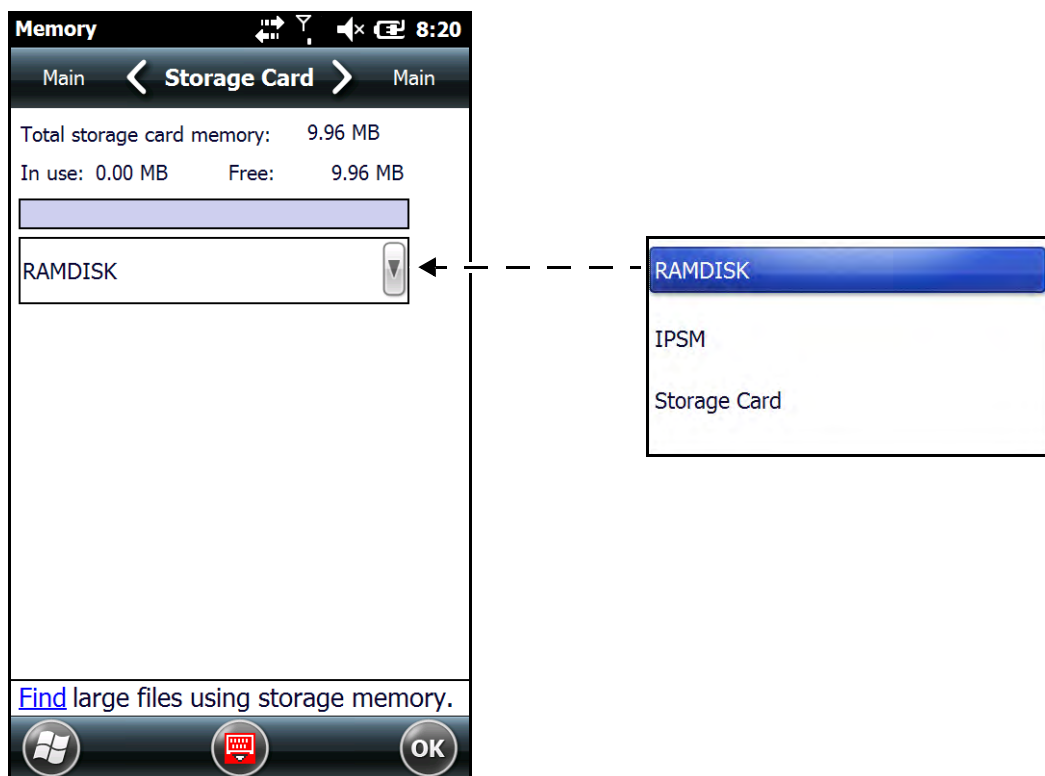 Memory 8:20
Main Storage Card Main
Total storage card memory: 9.96 MB
In use: 0.00 MB Free: 9.96 MB
RAMDISK
Find large files using storage memory.
OK
RAMDISK
IPSM
Storage Card